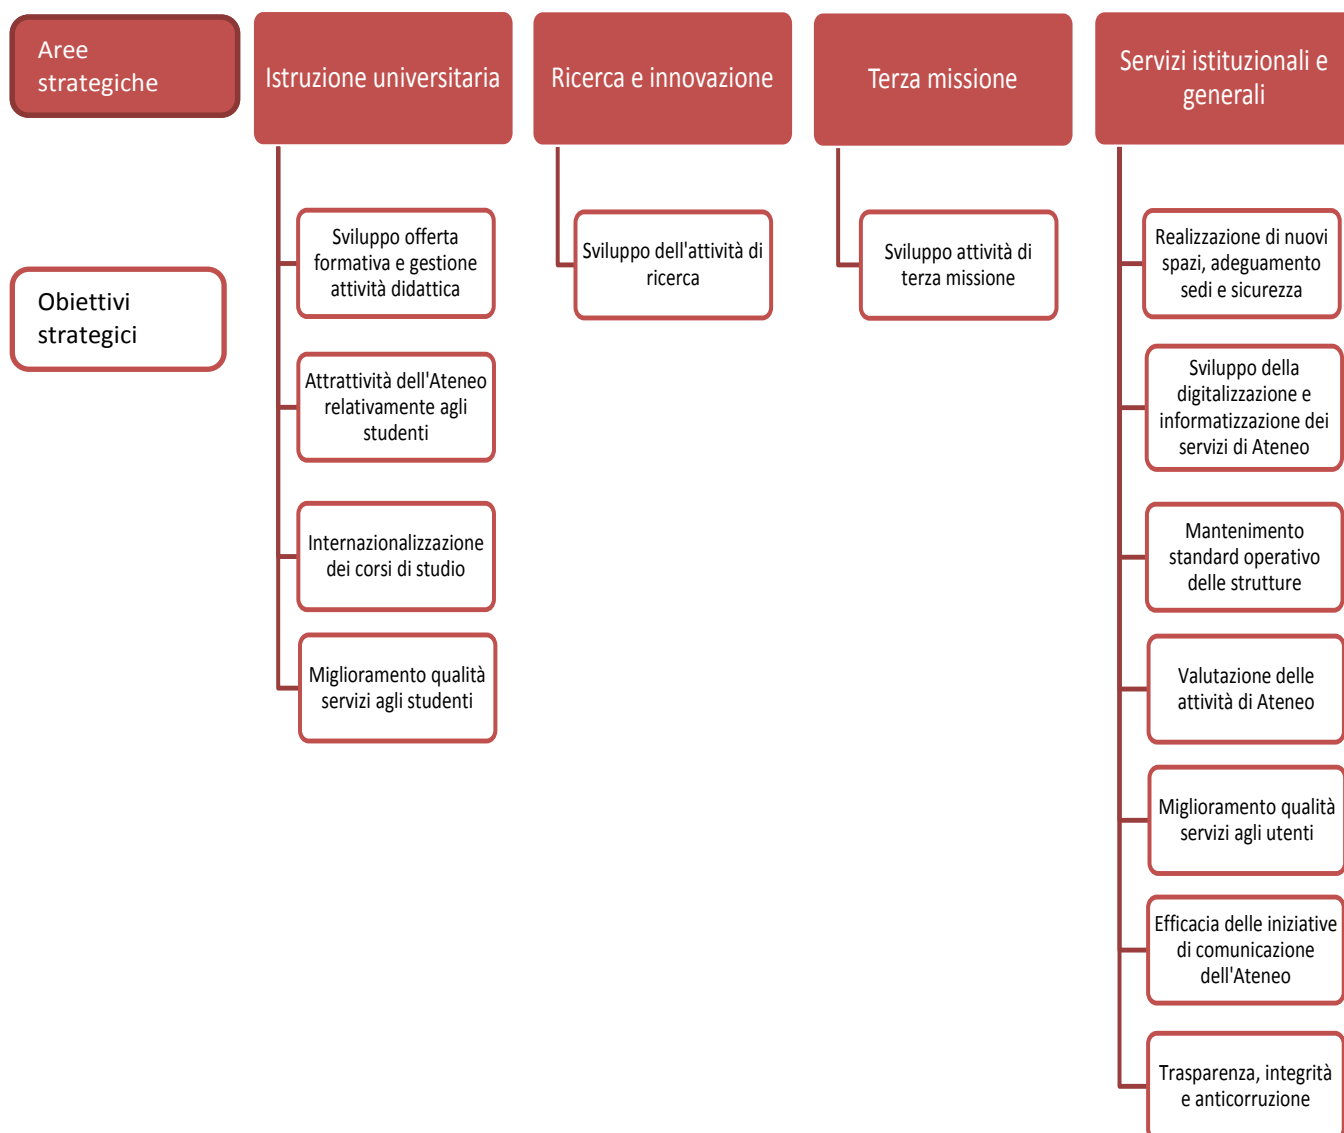 Aree
strategiche
Istruzione universitaria
Ricerca e innovazione
Terza missione
Servizi istituzionali e
generali
Obiettivi
strategici
Sviluppo offerta
formativa e gestione
attività didattica
Attrattività dell'Ateneo
relativamente agli
studenti
Internazionalizzazione
dei corsi di studio
Miglioramento qualità
servizi agli studenti
Sviluppo dell'attività di
ricerca
Sviluppo attività di
terza missione
Realizzazione di nuovi
spazi, adeguamento
sedi e sicurezza
Sviluppo della
digitalizzazione e
informatizzazione dei
servizi di Ateneo
Mantenimento
standard operativo
delle strutture
Valutazione delle
attività di Ateneo
Miglioramento qualità
servizi agli utenti
Efficacia delle iniziative
di comunicazione
dell'Ateneo
Trasparenza, integrità
e anticorruzione